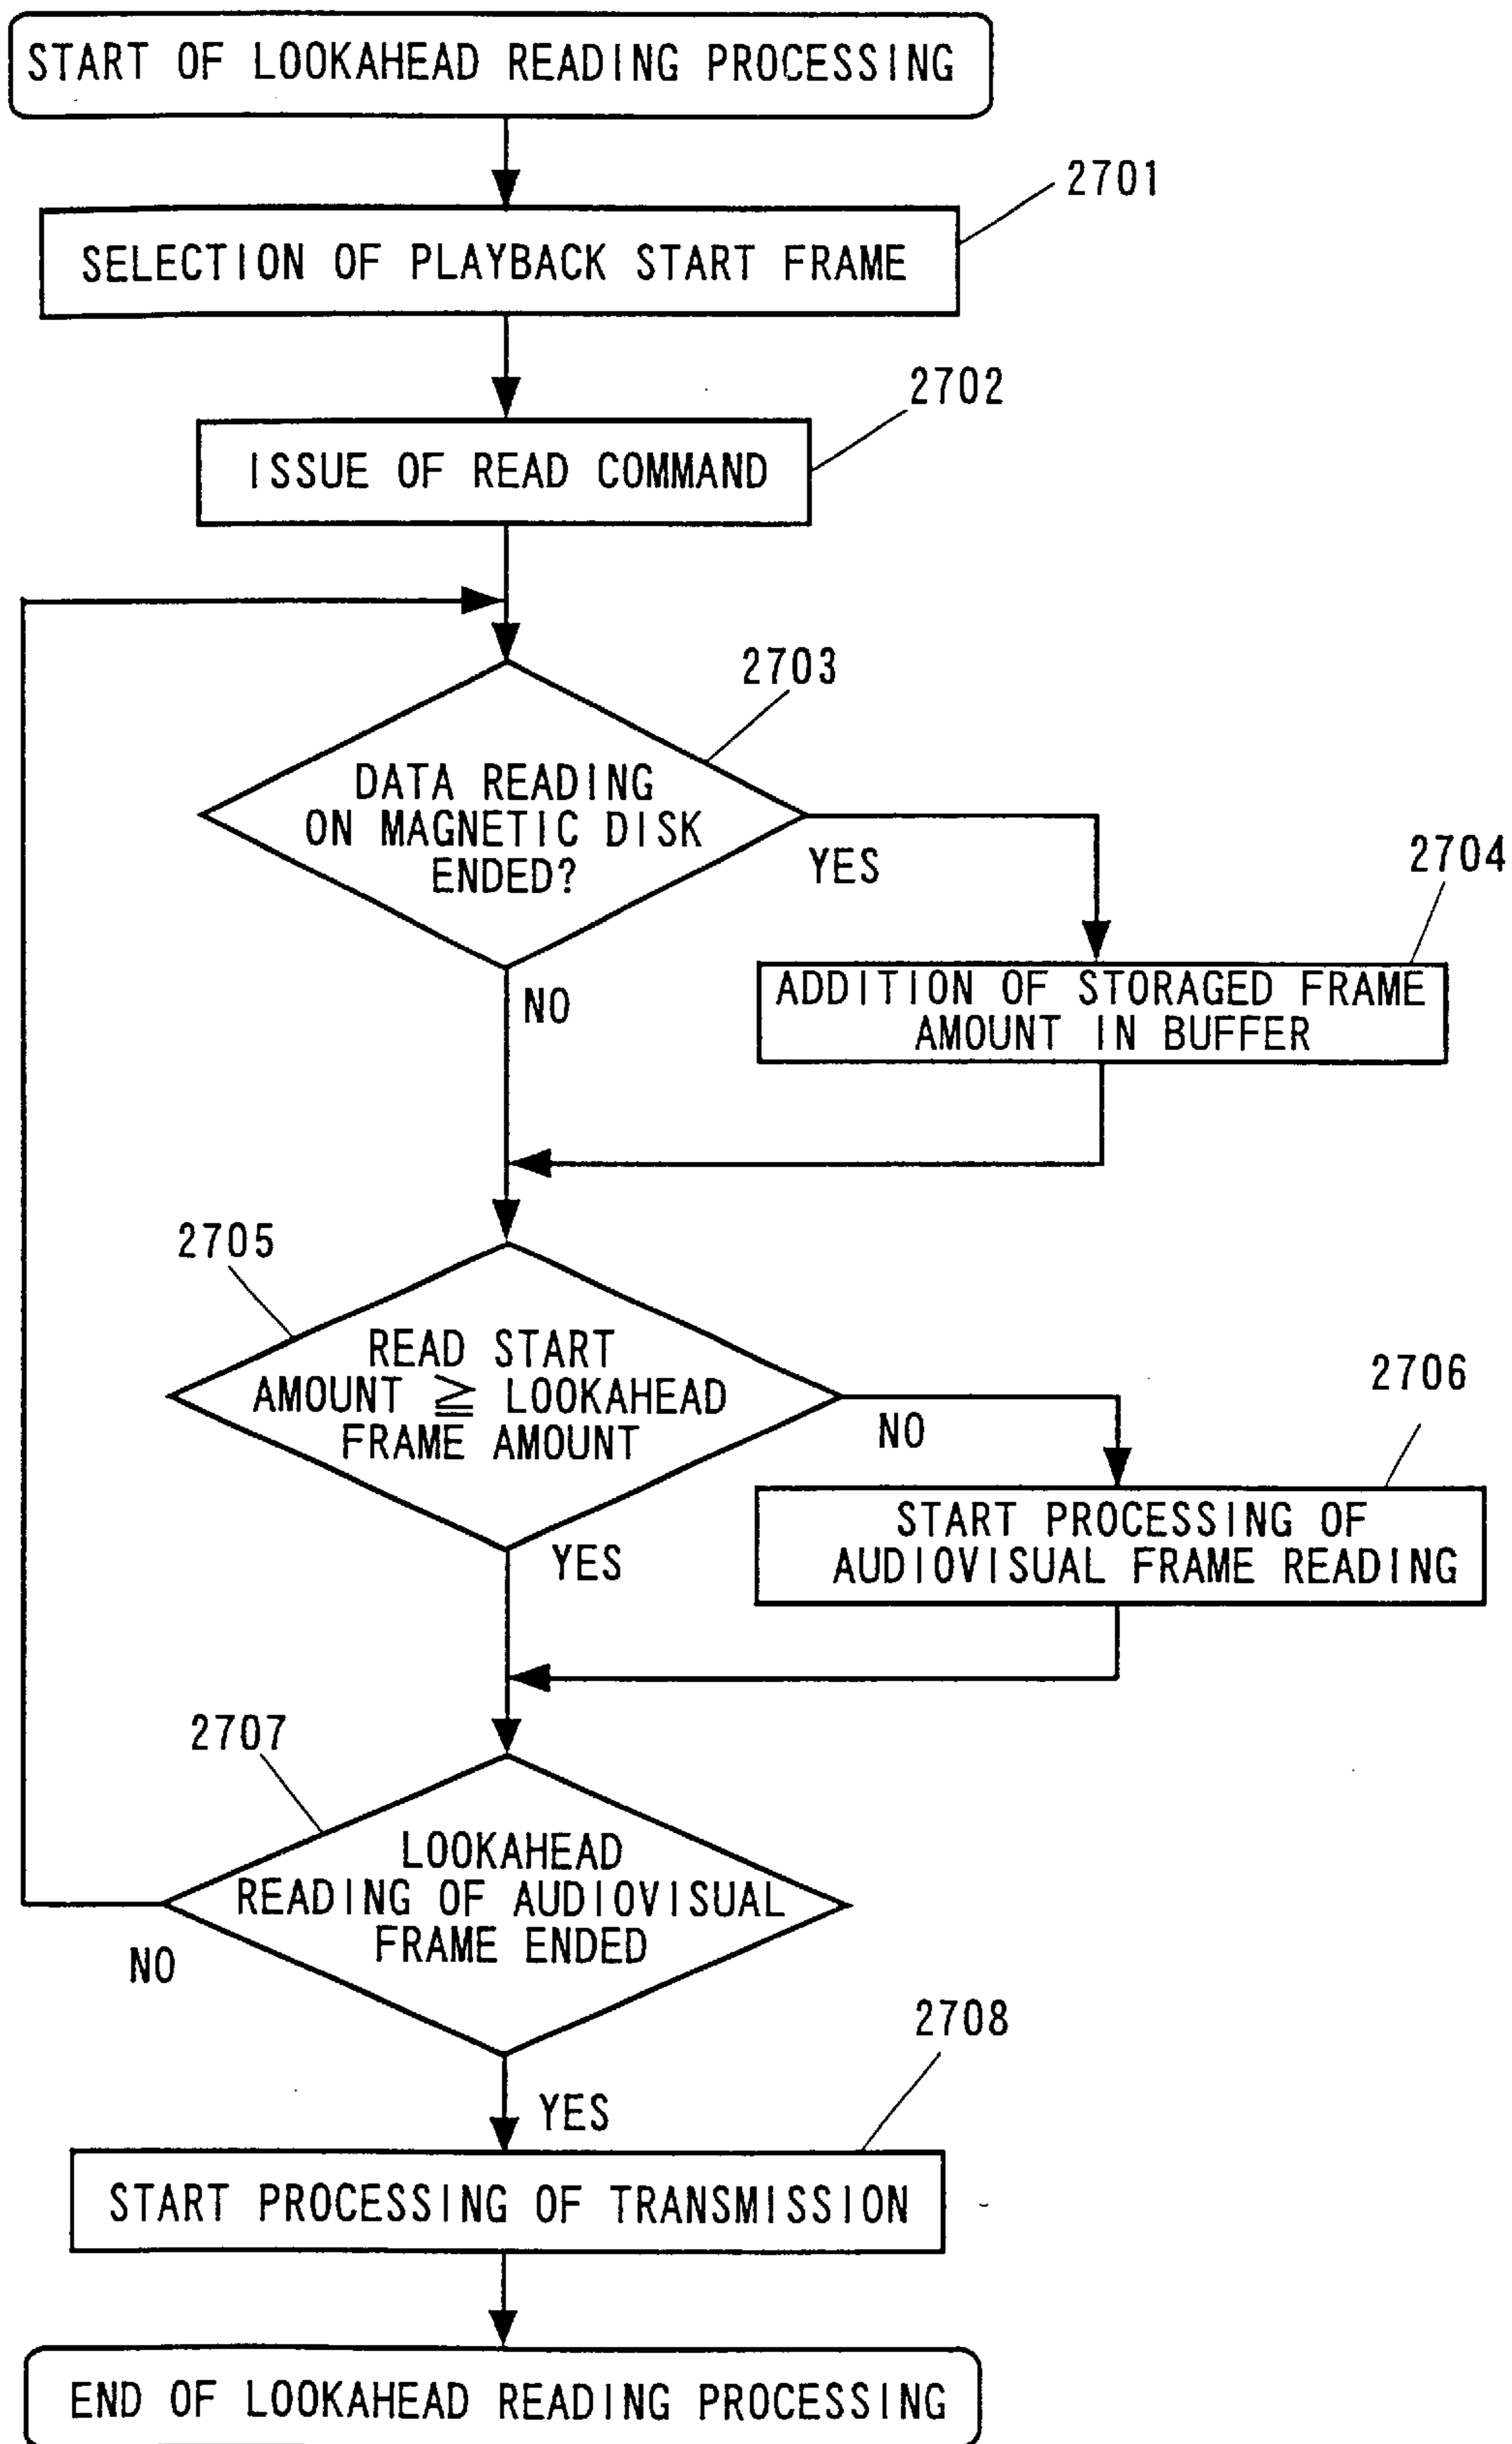 START OF LOOKAHEAD READING PROCESSING
2701
SELECTION OF PLAYBACK START FRAME
2702
ISSUE OF READ COMMAND
2703
DATA READING
ON MAGNETIC DISK
ENDED?
YES
2704
NO
ADDITION OF STORAGED FRAME
AMOUNT IN BUFFER
2705
READ START
AMOUNT ≧ LOOKAHEAD
FRAME AMOUNT
NO
2706
YES
START PROCESSING OF
AUDIOVISUAL FRAME READING
2707
LOOKAHEAD
READING OF AUDIOVISUAL
FRAME ENDED
NO
2708
YES
START PROCESSING OF TRANSMISSION
END OF LOOKAHEAD READING PROCESSING